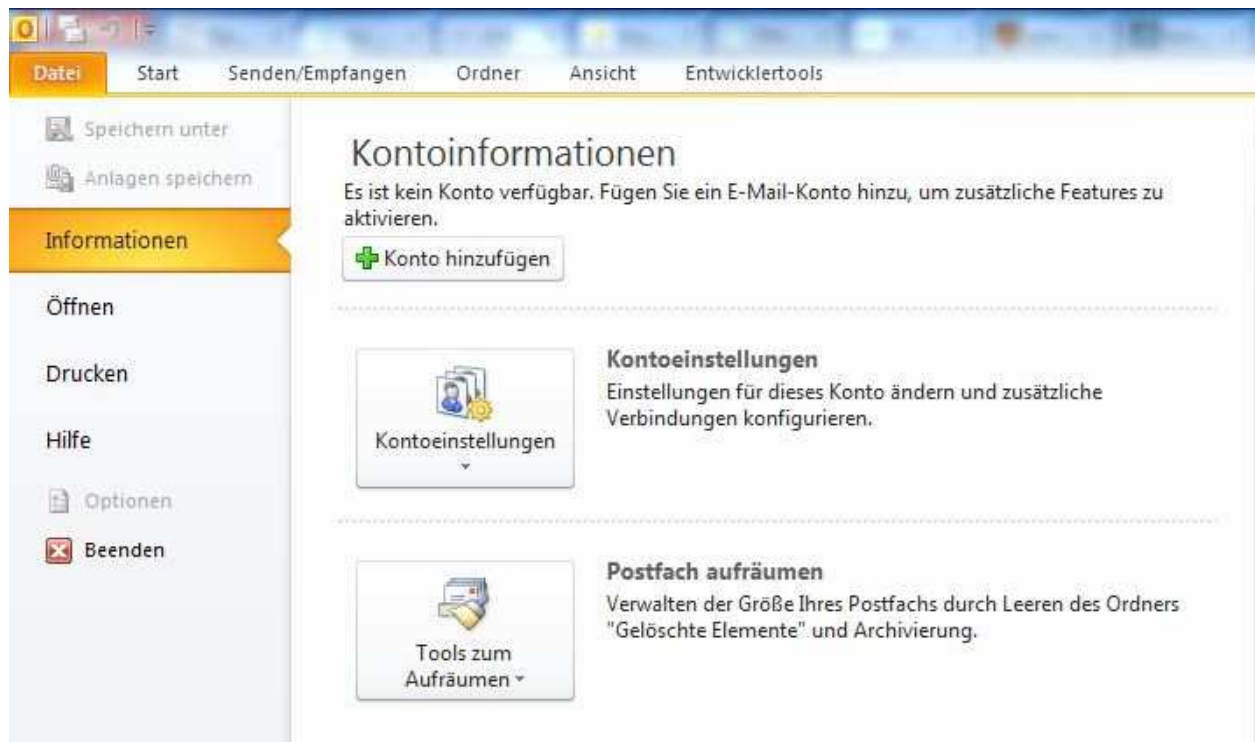 Datei Start Senden/Empfangen Ordner Ansicht Entwicklertools
Speichern unter
Anlagen speichern
Informationen
Öffnen
Drucken
Hilfe
Optionen
Beenden
Kontoinformationen
Es ist kein Konto verfügbar. Fügen Sie ein E-Mail-Konto hinzu, um zusätzliche Features zu
aktivieren.
Konto hinzufügen
Kontoeinstellungen
Kontoeinstellungen
Einstellungen für dieses Konto ändern und zusätzliche
Verbindungen konfigurieren.
Tools zum
Aufräumen
Postfach aufräumen
Verwalten der Größe Ihres Postfachs durch Leeren des Ordners
"Gelöschte Elemente" und Archivierung.